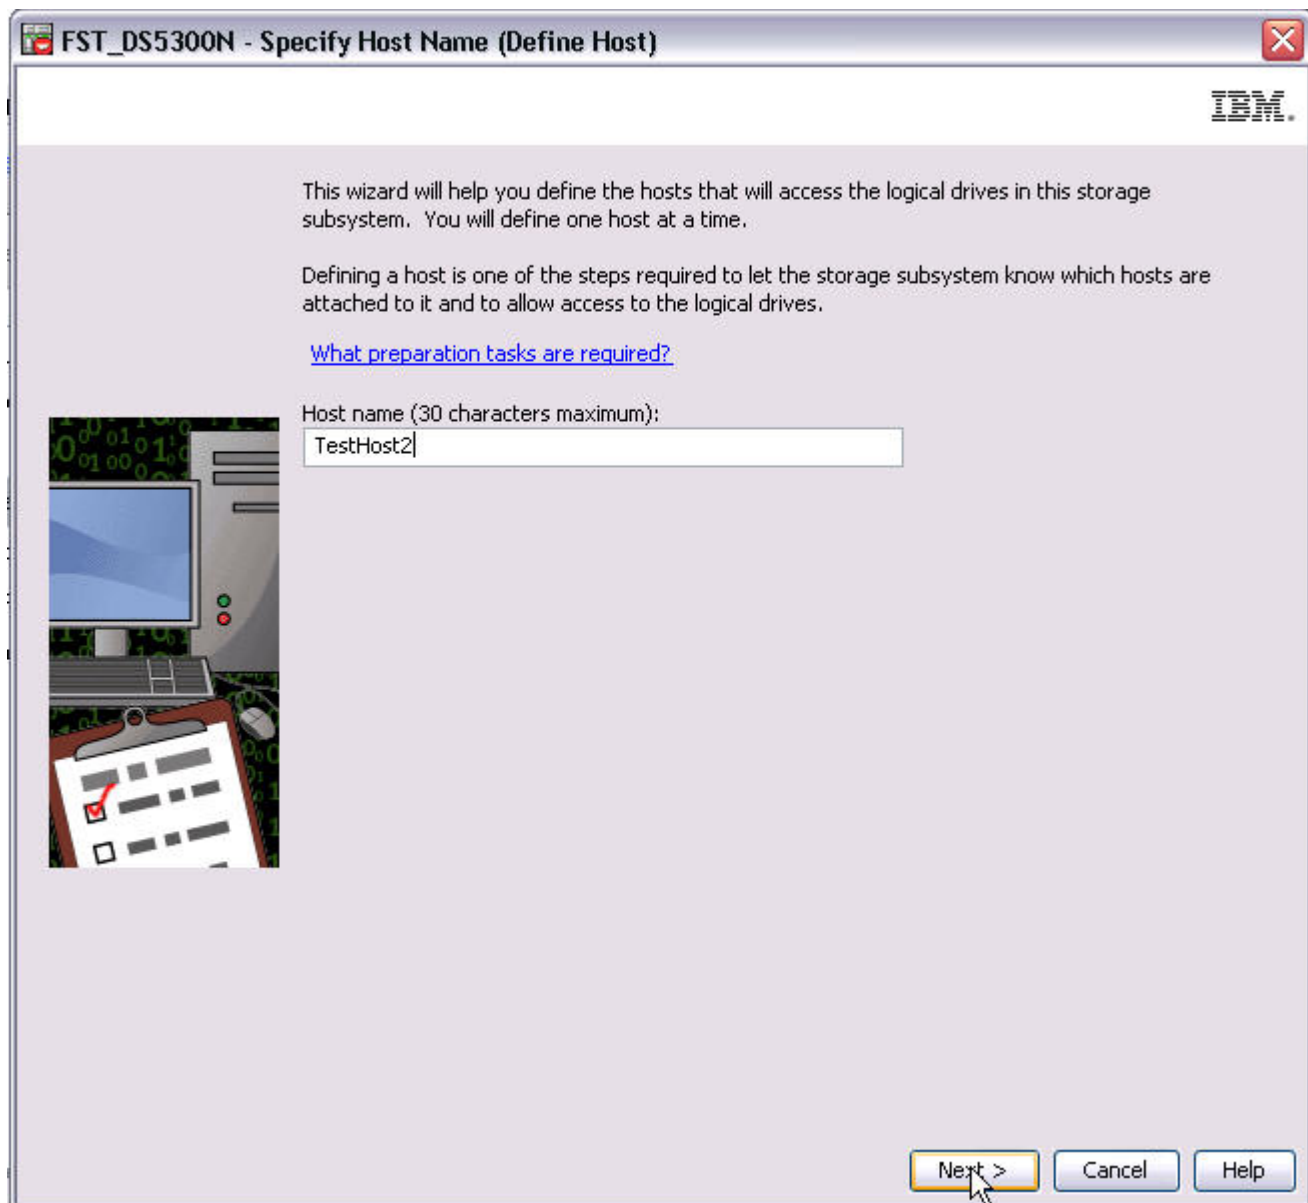 FST_DS5300N - Specify Host Name (Define Host)
IBM.
This wizard will help you define the hosts that will access the logical drives in this storage
subsystem.  You will define one host at a time.
Defining a host is one of the steps required to let the storage subsystem know which hosts are
attached to it and to allow access to the logical drives.
What preparation tasks are required?
Host name (30 characters maximum):
TestHost2
Next >
Cancel
Help